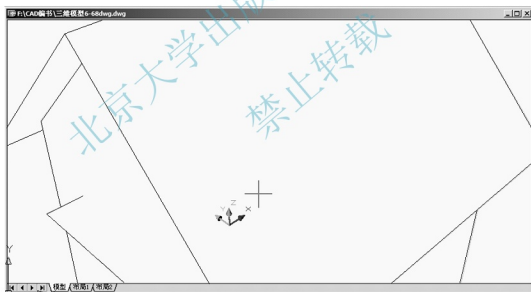 F:\CAD编书\三维模型6-68dwg.dwg
北京大学出版
禁止转载
Z
Y X
Y
模型 布局1 布局2